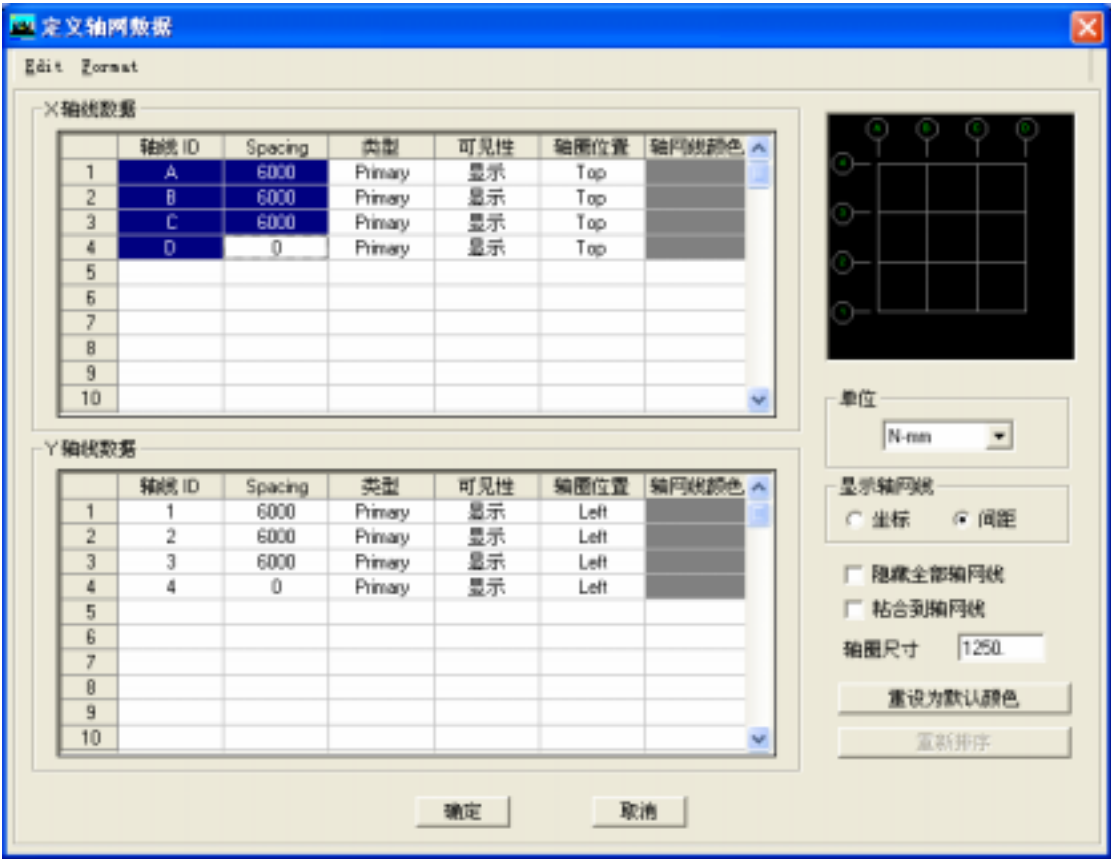 定义轴网数据
Edit Format
X轴线数据
轴线 ID Spacing 类型 可见性 轴圈位置 轴网线颜色
1 A 6000 Primary 显示 Top
2 B 6000 Primary 显示 Top
3 C 6000 Primary 显示 Top
4 D 0 Primary 显示 Top
5
6
7
8
9
10
Y轴线数据
轴线 ID Spacing 类型 可见性 轴圈位置 轴网线颜色
1 1 6000 Primary 显示 Left
2 2 6000 Primary 显示 Left
3 3 6000 Primary 显示 Left
4 4 0 Primary 显示 Left
5
6
7
8
9
10
A B C D
4
3
2
1
单位
N-mm
显示轴网线
坐标 间距
隐藏全部轴网线
粘合到轴网线
轴圈尺寸 1250.
重设为默认颜色
重新排序
确定 取消